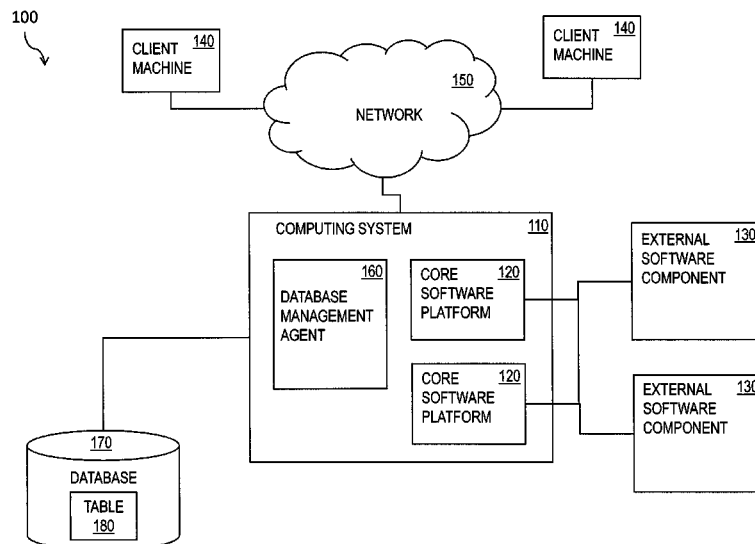 100
CLIENT 140
MACHINE
CLIENT 140
MACHINE
150
NETWORK
COMPUTING SYSTEM 110
160
DATABASE
MANAGEMENT
AGENT
CORE 120
SOFTWARE
PLATFORM
CORE 120
SOFTWARE
PLATFORM
130
EXTERNAL
SOFTWARE
COMPONENT
130
EXTERNAL
SOFTWARE
COMPONENT
170
DATABASE
TABLE
180